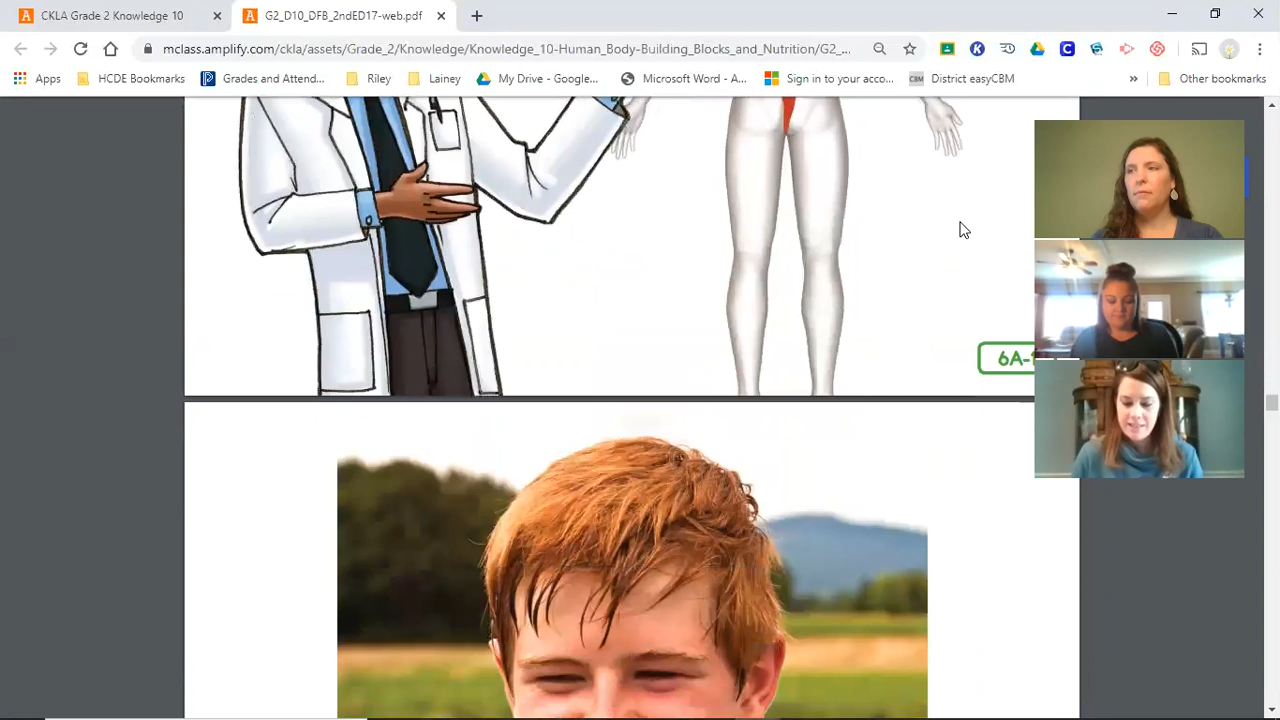 CKLA Grade 2 Knowledge 10
G2_D10_DFB_2ndED17-web.pdf
mclass.amplify.com/ckla/assets/Grade_2/Knowledge/Knowledge_10-Human_Body-Building_Blocks_and_Nutrition/G2_...
Apps
HCDE Bookmarks
Grades and Attend...
Riley
Lainey
My Drive - Google...
Microsoft Word - A...
Sign in to your acco...
CBM
District easyCBM
»
Other bookmarks
6A-